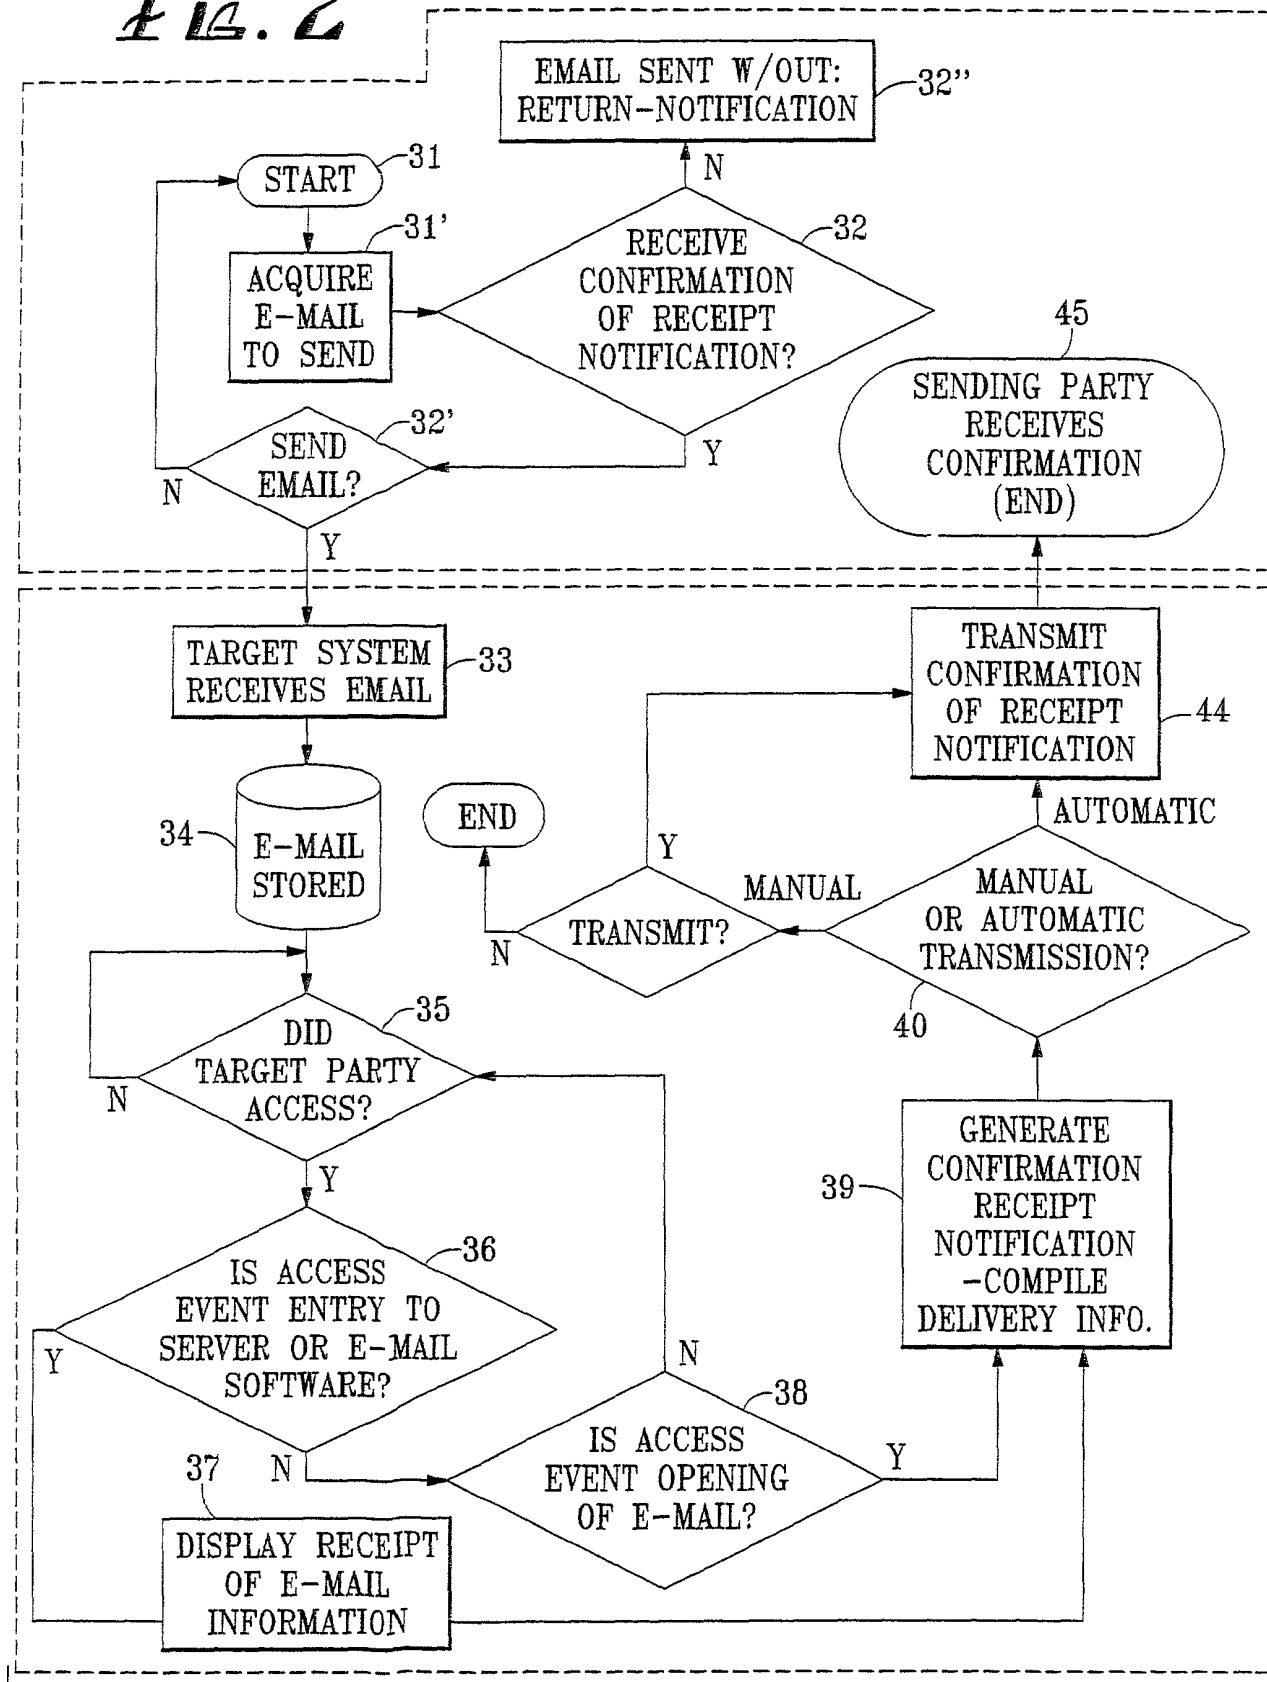 FIG. 2
EMAIL SENT W/OUT:
RETURN-NOTIFICATION
32"
N
START
31
31'
ACQUIRE
E-MAIL
TO SEND
RECEIVE
CONFIRMATION
OF RECEIPT
NOTIFICATION?
32
Y
SEND
EMAIL?
32'
N
Y
45
SENDING PARTY
RECEIVES
CONFIRMATION
(END)
TARGET SYSTEM
RECEIVES EMAIL
33
TRANSMIT
CONFIRMATION
OF RECEIPT
NOTIFICATION
44
34
E-MAIL
STORED
END
Y
N
TRANSMIT?
MANUAL
AUTOMATIC
MANUAL
OR AUTOMATIC
TRANSMISSION?
40
DID
TARGET PARTY
ACCESS?
35
N
Y
IS ACCESS
EVENT ENTRY TO
SERVER OR E-MAIL
SOFTWARE?
36
Y
N
GENERATE
CONFIRMATION
RECEIPT
NOTIFICATION
-COMPILE
DELIVERY INFO.
39
N
IS ACCESS
EVENT OPENING
OF E-MAIL?
38
Y
37
DISPLAY RECEIPT
OF E-MAIL
INFORMATION